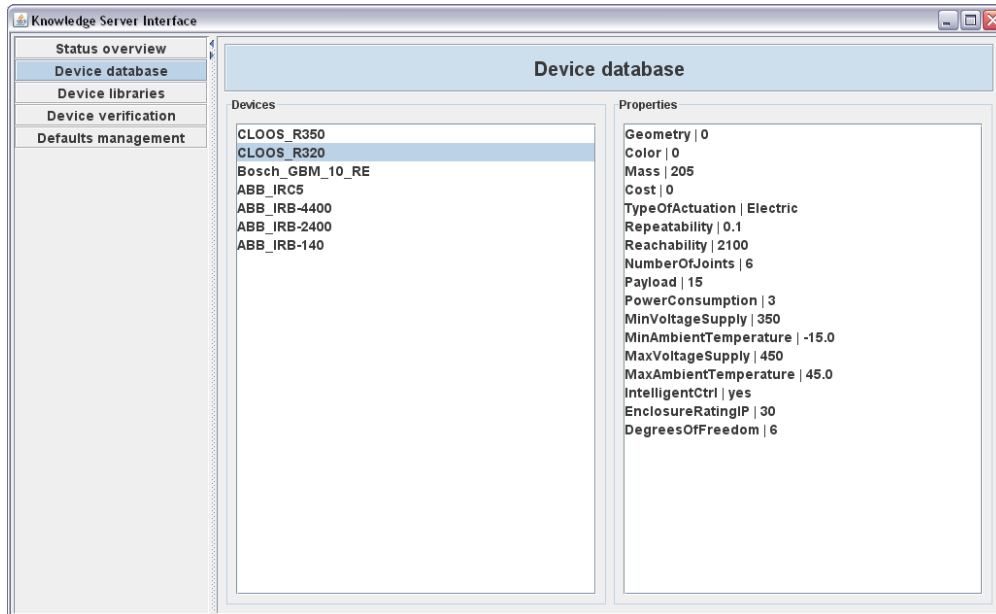 Knowledge Server Interface
Status overview
Device database
Device libraries
Device verification
Defaults management
Device database
Devices
CLOOS_R350
CLOOS_R320
Bosch_GBM_10_RE
ABB_IRC5
ABB_IRB-4400
ABB_IRB-2400
ABB_IRB-140
Properties
Geometry | 0
Color | 0
Mass | 205
Cost | 0
TypeOfActuation | Electric
Repeatability | 0.1
Reachability | 2100
NumberOfJoints | 6
Payload | 15
PowerConsumption | 3
MinVoltageSupply | 350
MinAmbientTemperature | -15.0
MaxVoltageSupply | 450
MaxAmbientTemperature | 45.0
IntelligentCtrl | yes
EnclosureRatingIP | 30
DegreesOfFreedom | 6